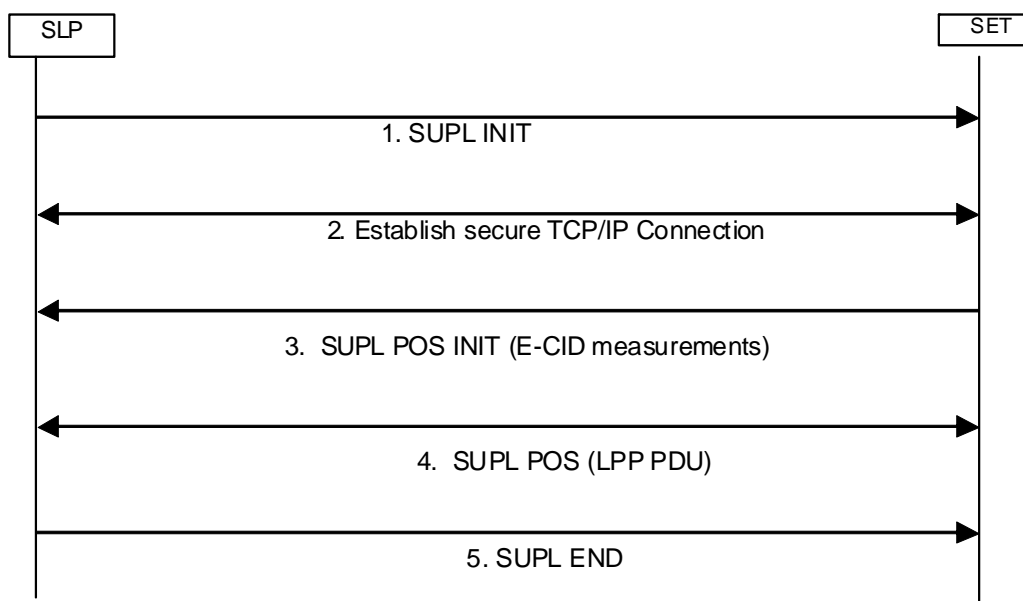 SLP
SET
1. SUPL INIT
2. Establish secure TCP/IP Connection
3. SUPL POS INIT (E-CID measurements)
4. SUPL POS (LPP PDU)
5. SUPL END